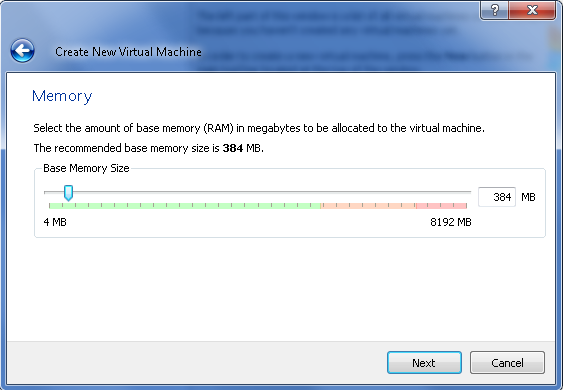 Create New Virtual Machine
Memory
Select the amount of base memory (RAM) in megabytes to be allocated to the virtual machine.
The recommended base memory size is 384 MB.
Base Memory Size
384 MB
4 MB 8192 MB
Next Cancel